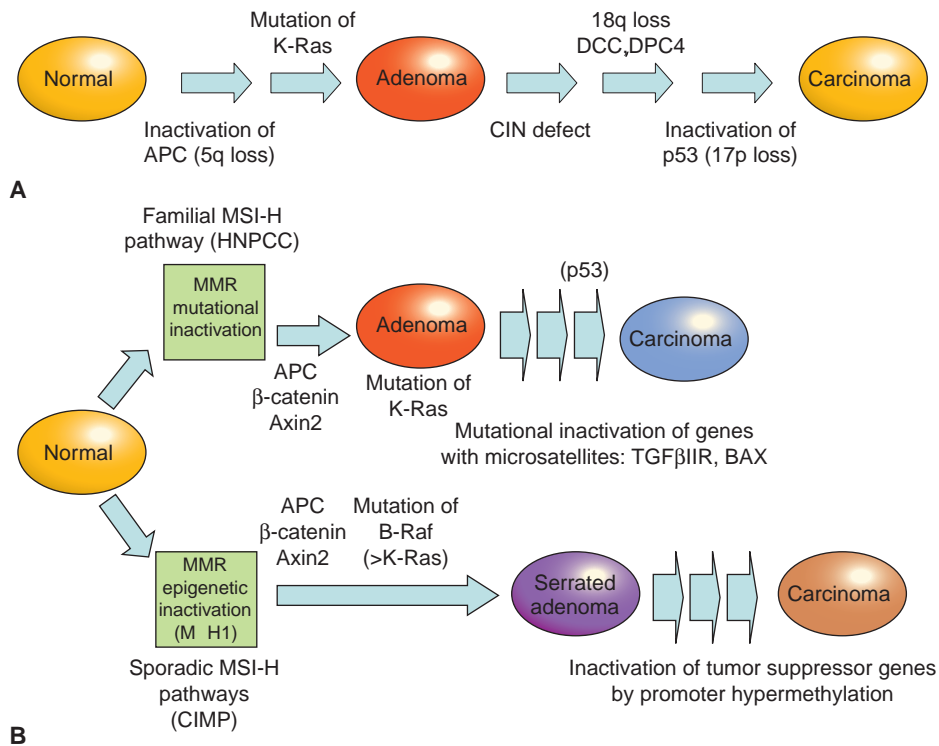 Normal
Inactivation of
APC (5q loss)
Mutation of
K-Ras
Adenoma
CIN defect
18q loss
DCC,DPC4
Inactivation of
p53 (17p loss)
Carcinoma
A
Familial MSI-H
pathway (HNPCC)
MMR
mutational
inactivation
APC
β-catenin
Axin2
Adenoma
Mutation of
K-Ras
(p53)
Carcinoma
Mutational inactivation of genes
with microsatellites: TGFβIIR, BAX
Normal
MMR
epigenetic
inactivation
(M H1)
Sporadic MSI-H
pathways
(CIMP)
APC
β-catenin
Axin2
Mutation of
B-Raf
(>K-Ras)
Serrated
adenoma
Carcinoma
Inactivation of tumor suppressor genes
by promoter hypermethylation
B